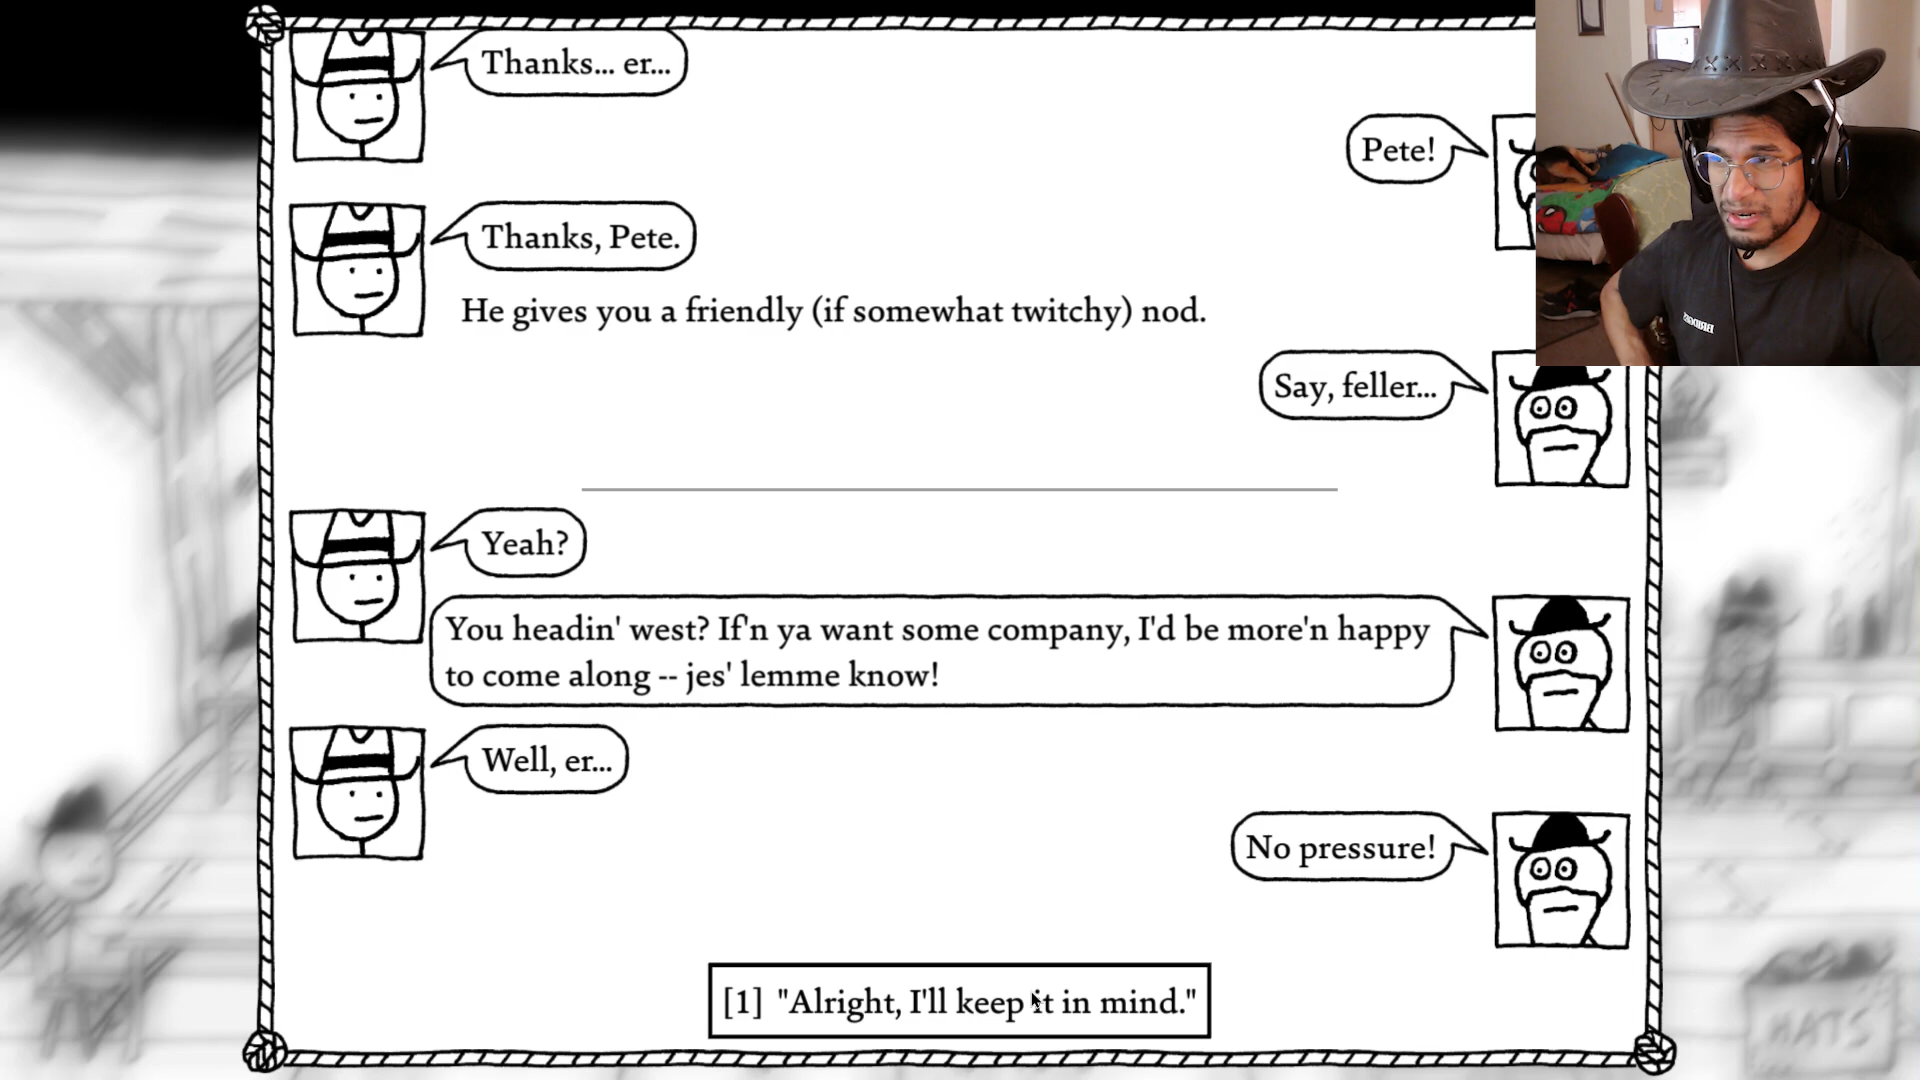 Thanks... er...
Pete!
Thanks, Pete.
He gives you a friendly (if somewhat twitchy) nod.
Say, feller...
Yeah?
You headin' west? If'n ya want some company, I'd be more'n happy
to come along -- jes' lemme know!
Well, er...
No pressure!
[1] "Alright, I'll keep it in mind."
HATS